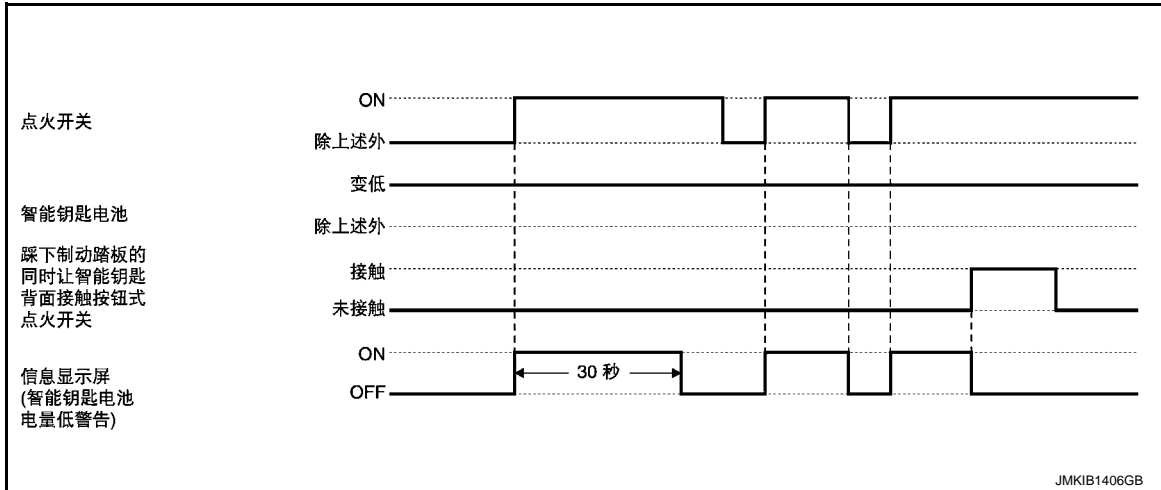 点火开关
ON
除上述外
变低
智能钥匙电池
除上述外
踩下制动踏板的
同时让智能钥匙
背面接触按钮式
点火开关
接触
未接触
信息显示屏
(智能钥匙电池
电量低警告)
ON
OFF
30 秒
JMKIB1406GB